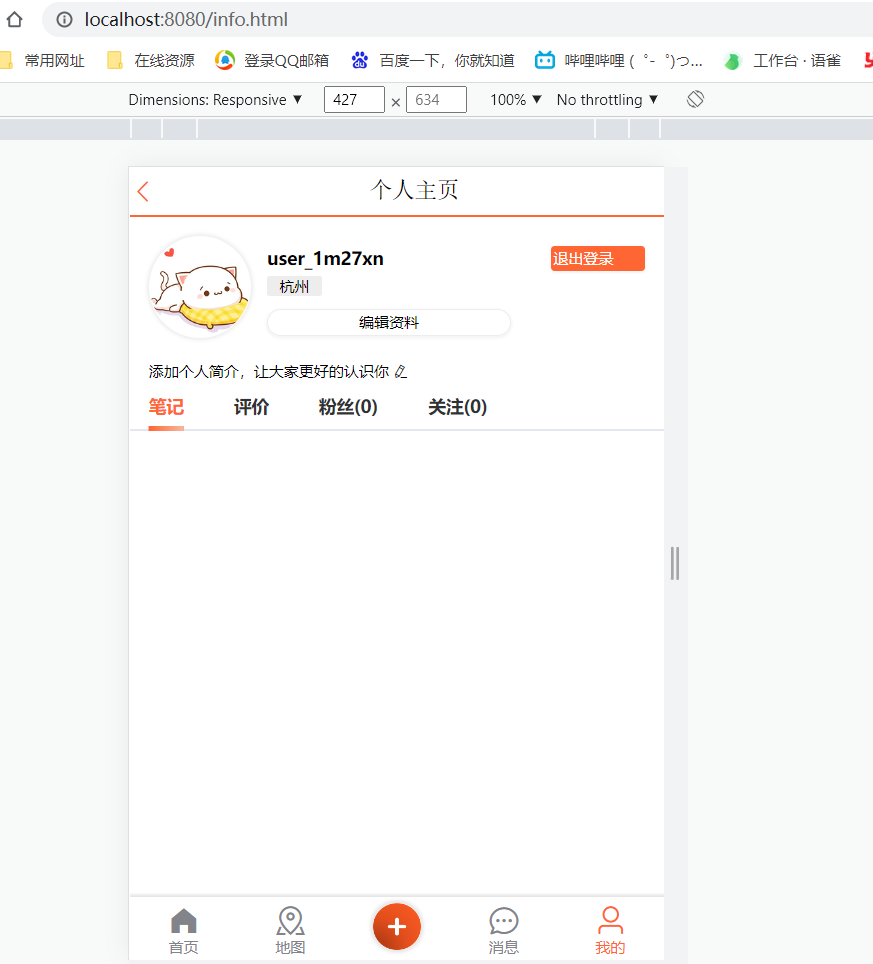 localhost:8080/info.html
常用网址 在线资源 登录QQ邮箱 百度一下，你就知道 哔哩哔哩 ( ゜- ゜)つ... 工作台 · 语雀
Dimensions: Responsive ▼ 427 × 634 100% ▼ No throttling ▼
个人主页
user_1m27xn
退出登录
杭州
编辑资料
添加个人简介，让大家更好的认识你
笔记 评价 粉丝(0) 关注(0)
首页 地图 消息 我的